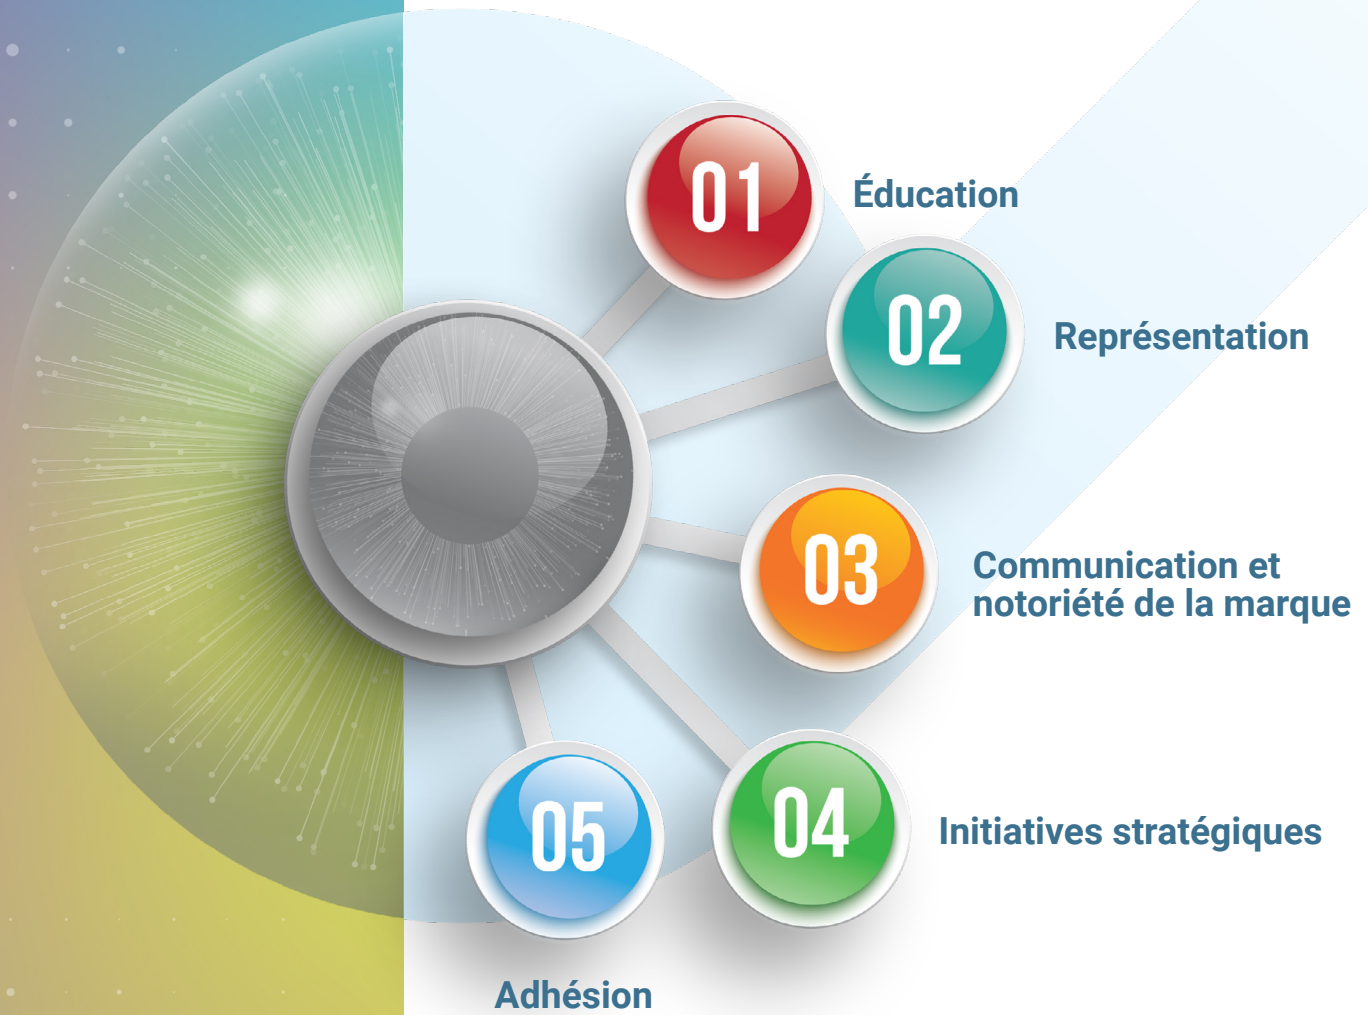 01
Éducation
02
Représentation
03
Communication et
notoriété de la marque
04
Initiatives stratégiques
05
Adhésion